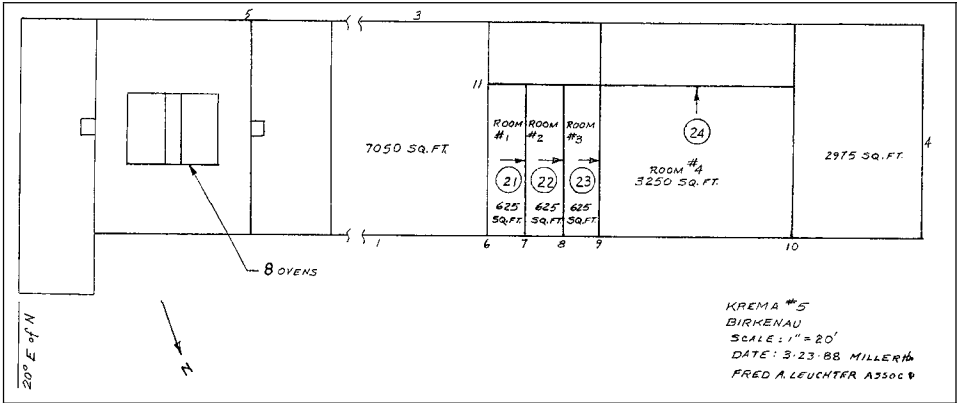 5
3
11
ROOM
#1
ROOM
#2
ROOM
#3
7050 SQ.FT.
24
ROOM #4
3250 SQ.FT.
2975 SQ.FT.
4
21
22
23
625
SQ.FT.
625
SQ.FT.
625
SQ.FT.
1
6
7
8
9
10
8 OVENS
20° E of N
N
KREMA #5
BIRKENAU
SCALE: 1" = 20'
DATE: 3-23-88 MILLER
FRED A. LEUCHTER ASSOC